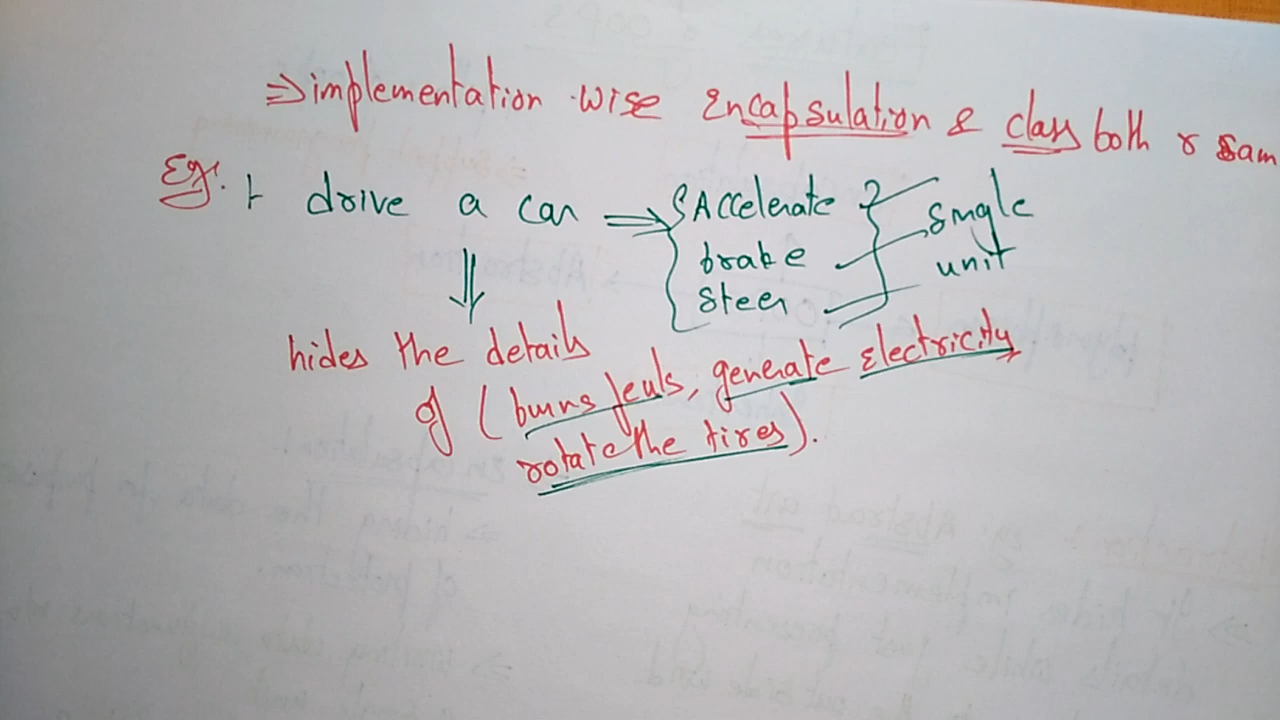 ⇒ implementation wise Encapsulation & class both r sam
Eg:- drive a car ⇒ { Accelerate } single
brake unit
steer
hides the details
of (burns feuls, generate electricity
rotate the tires).